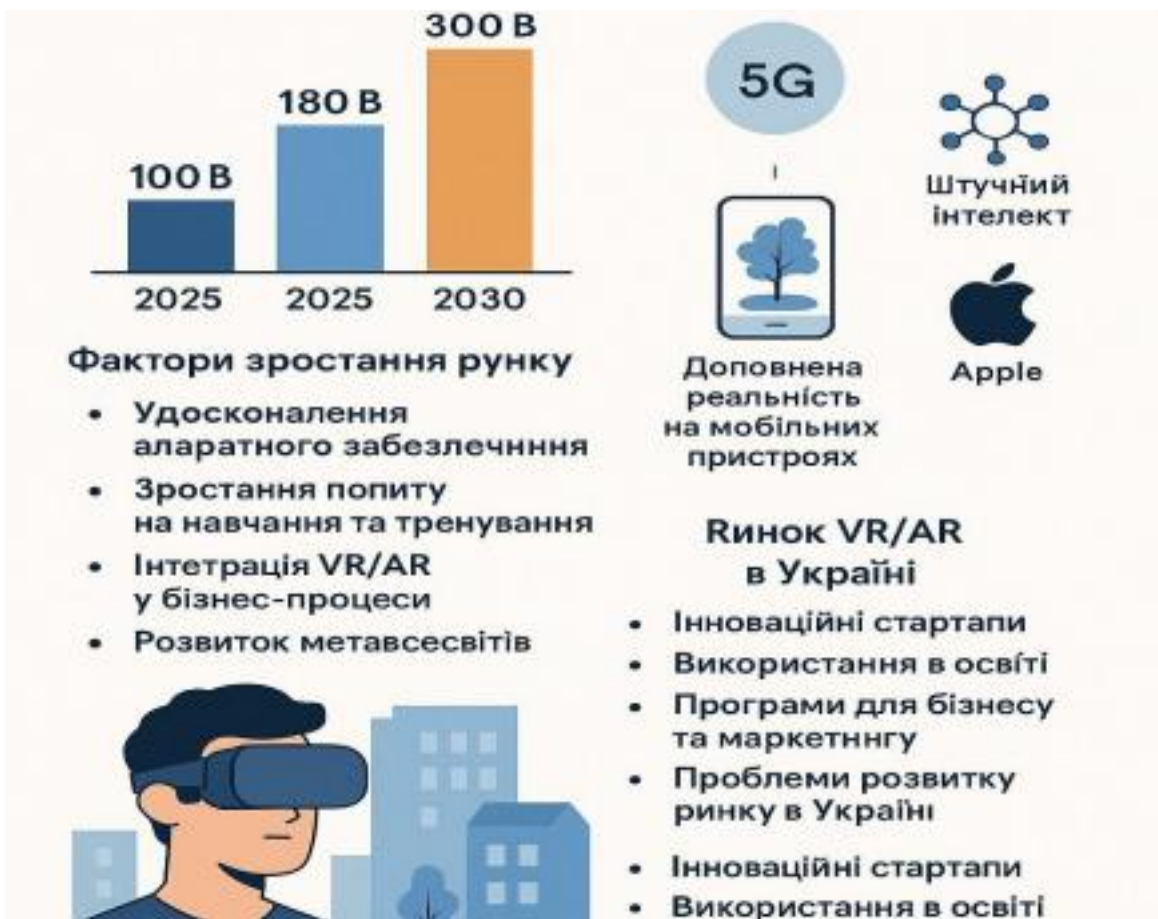 300 B
180 B
100 B
2025
2025
2030
Фактори зростання рунку
• Удосконалення
аларатного забезлечнння
• Зростання попиту
на навчання та тренування
• Інтетрація VR/AR
у бізнес-процеси
• Розвиток метавсесвітів
5G
Штучний
інтелект
Доповнена
реальність
на мобільних
пристроях
Apple
Rинок VR/AR
в Україні
• Інноваційні стартапи
• Використання в освіті
• Програми для бізнесу
та маркетннгу
• Проблеми розвитку
ринку в Україні
• Інноваційні стартапи
• Використання в освіті